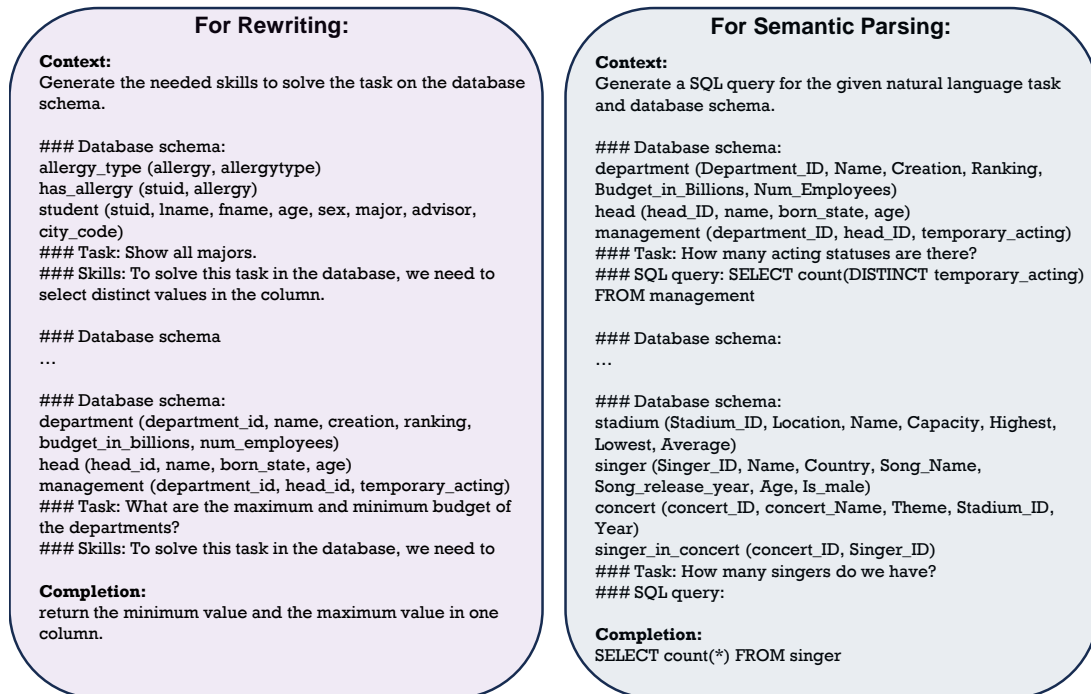 For Rewriting:
Context:
Generate the needed skills to solve the task on the database
schema.
### Database schema:
allergy_type (allergy, allergytype)
has_allergy (stuid, allergy)
student (stuid, lname, fname, age, sex, major, advisor,
city_code)
### Task: Show all majors.
### Skills: To solve this task in the database, we need to
select distinct values in the column.
### Database schema
…
### Database schema:
department (department_id, name, creation, ranking,
budget_in_billions, num_employees)
head (head_id, name, born_state, age)
management (department_id, head_id, temporary_acting)
### Task: What are the maximum and minimum budget of
the departments?
### Skills: To solve this task in the database, we need to
Completion:
return the minimum value and the maximum value in one
column.
For Semantic Parsing:
Context:
Generate a SQL query for the given natural language task
and database schema.
### Database schema:
department (Department_ID, Name, Creation, Ranking,
Budget_in_Billions, Num_Employees)
head (head_ID, name, born_state, age)
management (department_ID, head_ID, temporary_acting)
### Task: How many acting statuses are there?
### SQL query: SELECT count(DISTINCT temporary_acting)
FROM management
### Database schema:
…
### Database schema:
stadium (Stadium_ID, Location, Name, Capacity, Highest,
Lowest, Average)
singer (Singer_ID, Name, Country, Song_Name,
Song_release_year, Age, Is_male)
concert (concert_ID, concert_Name, Theme, Stadium_ID,
Year)
singer_in_concert (concert_ID, Singer_ID)
### Task: How many singers do we have?
### SQL query:
Completion:
SELECT count(*) FROM singer